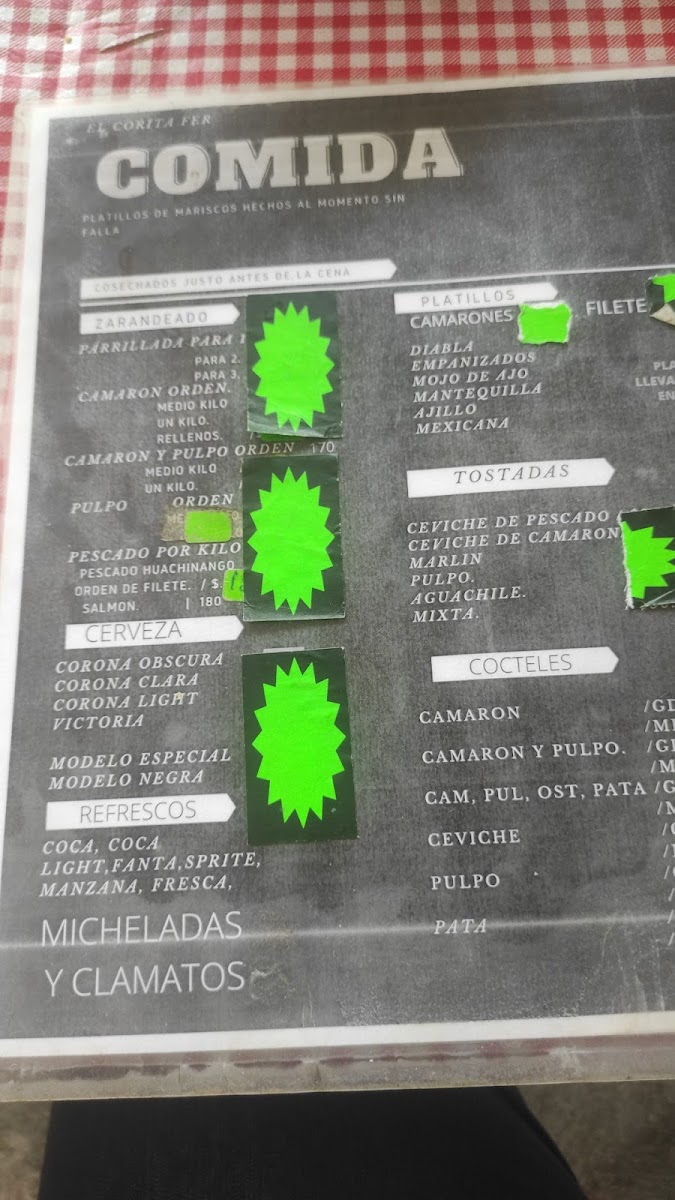 EL CORITA FER
COMIDA
PLATILLOS DE MARISCOS HECHOS AL MOMENTO SIN
FALLA
COSECHADOS JUSTO ANTES DE LA CENA
ZARANDEADO
PARRILLADA PARA 1
PARA 2.
PARA 3.
CAMARON ORDEN.
MEDIO KILO
UN KILO.
RELLENOS. /
CAMARON Y PULPO ORDEN 170
MEDIO KILO
UN KILO.
PULPO ORDEN
PESCADO POR KILO
PESCADO HUACHINANGO
ORDEN DE FILETE. / $.
SALMON. | 180
CERVEZA
CORONA OBSCURA
CORONA CLARA
CORONA LIGHT
VICTORIA
MODELO ESPECIAL
MODELO NEGRA
REFRESCOS
COCA, COCA
LIGHT,FANTA,SPRITE,
MANZANA, FRESCA,
MICHELADAS
Y CLAMATOS
PLATILLOS
CAMARONES FILETE
DIABLA
EMPANIZADOS
MOJO DE AJO
MANTEQUILLA
AJILLO
MEXICANA
PLA
LLEVA
EN
TOSTADAS
CEVICHE DE PESCADO
CEVICHE DE CAMARON
MARLIN
PULPO.
AGUACHILE.
MIXTA.
COCTELES
CAMARON
CAMARON Y PULPO.
CAM, PUL, OST, PATA
CEVICHE
PULPO
PATA